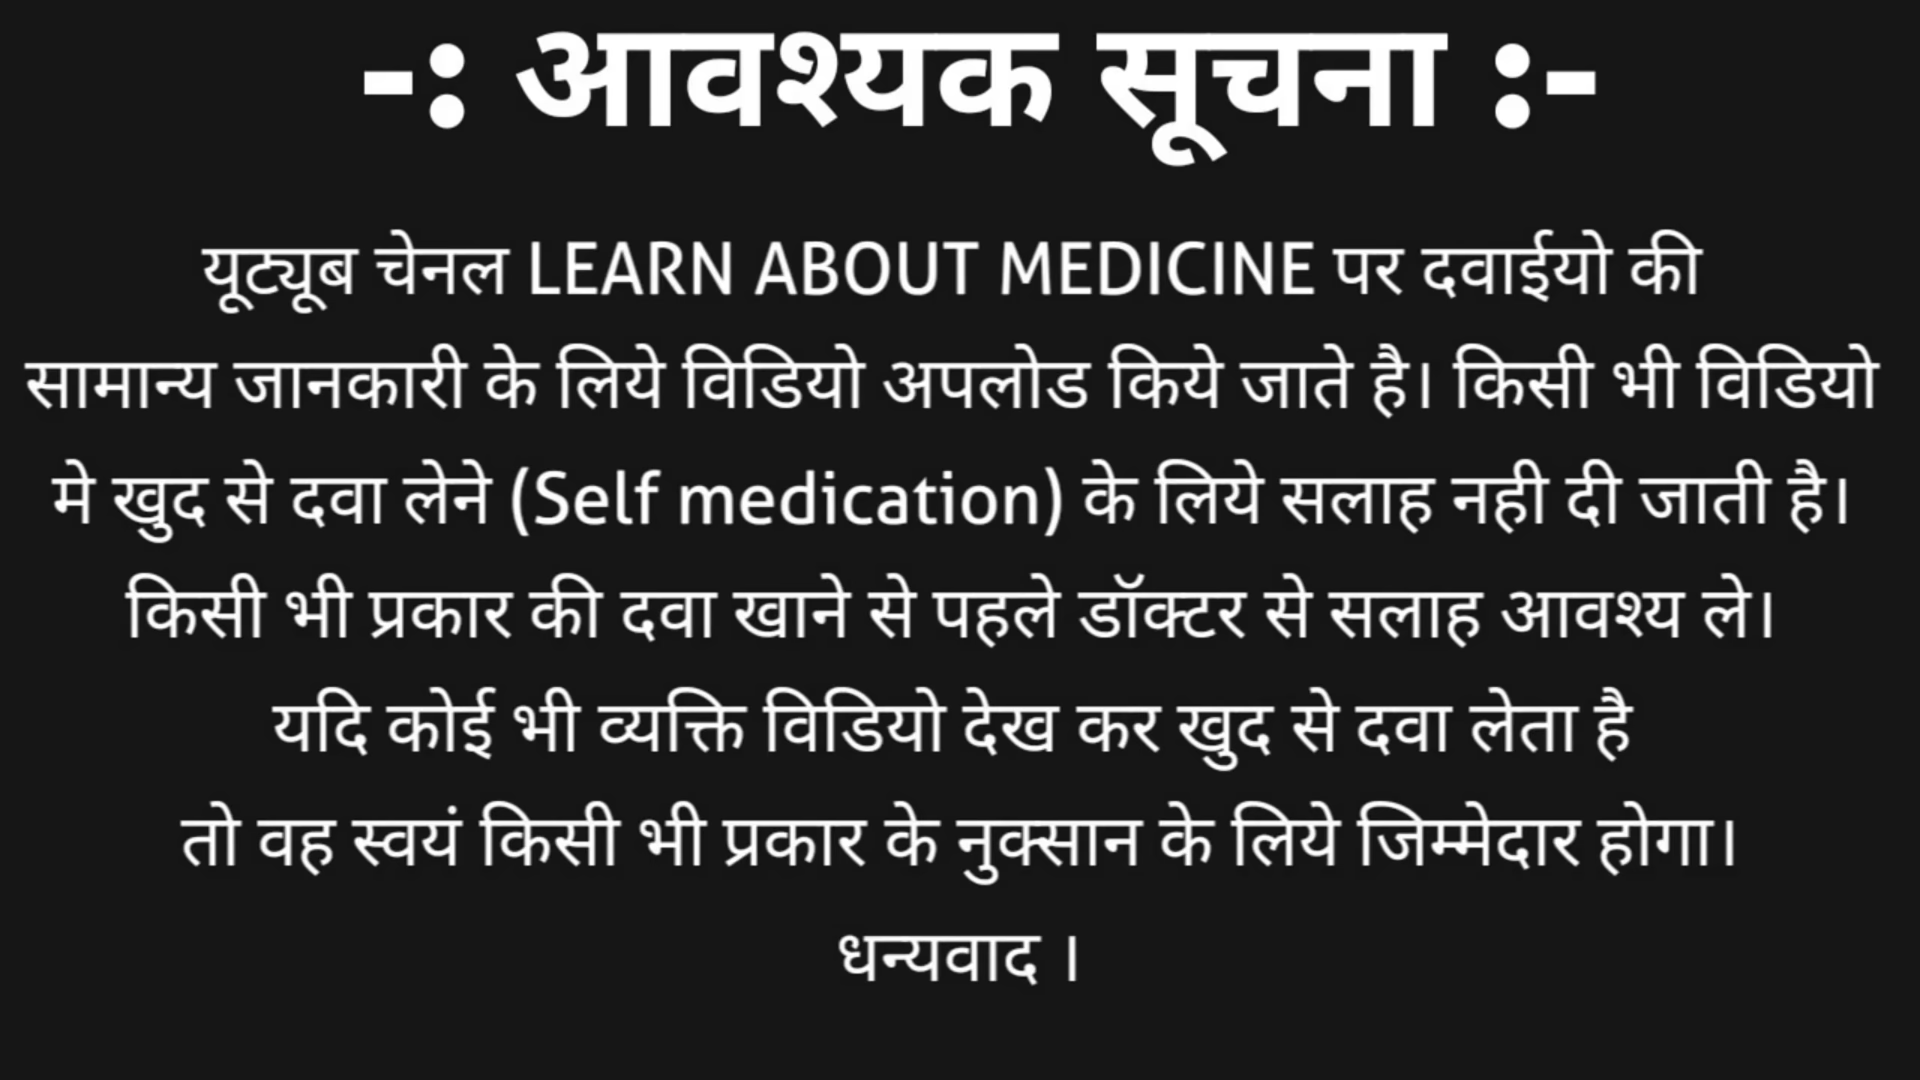 -: आवश्यक सूचना :-
यूट्यूब चेनल LEARN ABOUT MEDICINE पर दवाईयो की
सामान्य जानकारी के लिये विडियो अपलोड किये जाते है। किसी भी विडियो
मे खुद से दवा लेने (Self medication) के लिये सलाह नही दी जाती है।
किसी भी प्रकार की दवा खाने से पहले डॉक्टर से सलाह आवश्य ले।
यदि कोई भी व्यक्ति विडियो देख कर खुद से दवा लेता है
तो वह स्वयं किसी भी प्रकार के नुक्सान के लिये जिम्मेदार होगा।
धन्यवाद ।